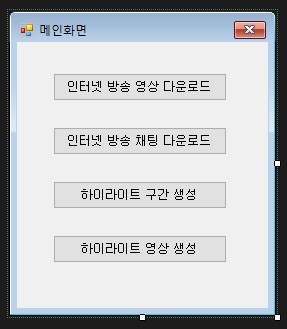 메인화면
인터넷 방송 영상 다운로드
인터넷 방송 채팅 다운로드
하이라이트 구간 생성
하이라이트 영상 생성